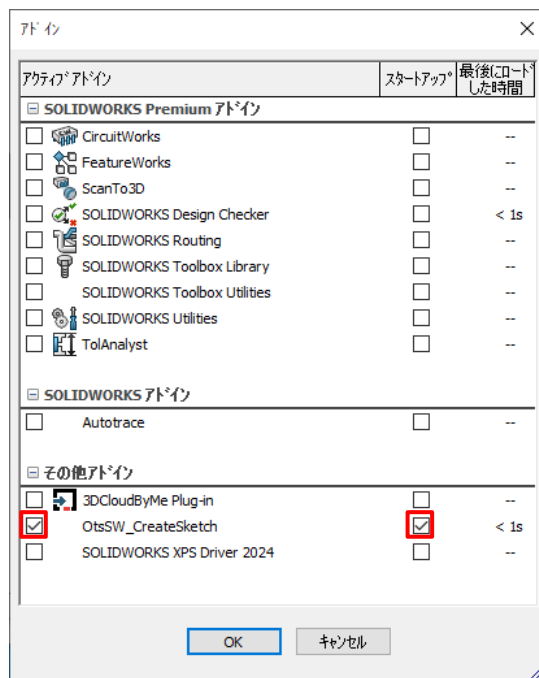 アドイン
アクティブ アドイン スタートアップ 最後にロード
した時間
SOLIDWORKS Premium アドイン
CircuitWorks --
FeatureWorks --
ScanTo3D --
SOLIDWORKS Design Checker < 1s
SOLIDWORKS Routing --
SOLIDWORKS Toolbox Library --
SOLIDWORKS Toolbox Utilities --
SOLIDWORKS Utilities --
TolAnalyst --
SOLIDWORKS アドイン
Autotrace --
その他アドイン
3DCloudByMe Plug-in --
OtsSW_CreateSketch < 1s
SOLIDWORKS XPS Driver 2024 --
OK キャンセル